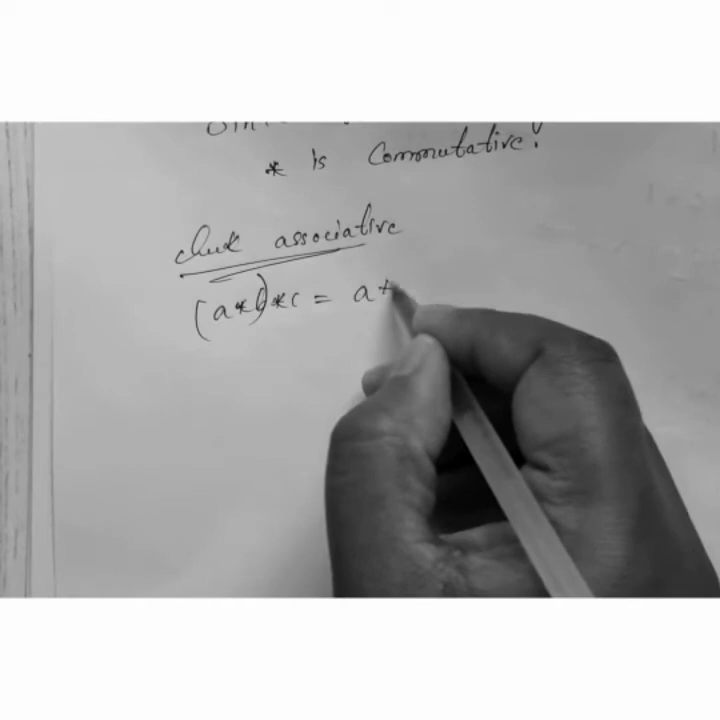 * is Commutative!
check associative
(a*b)*c = a*